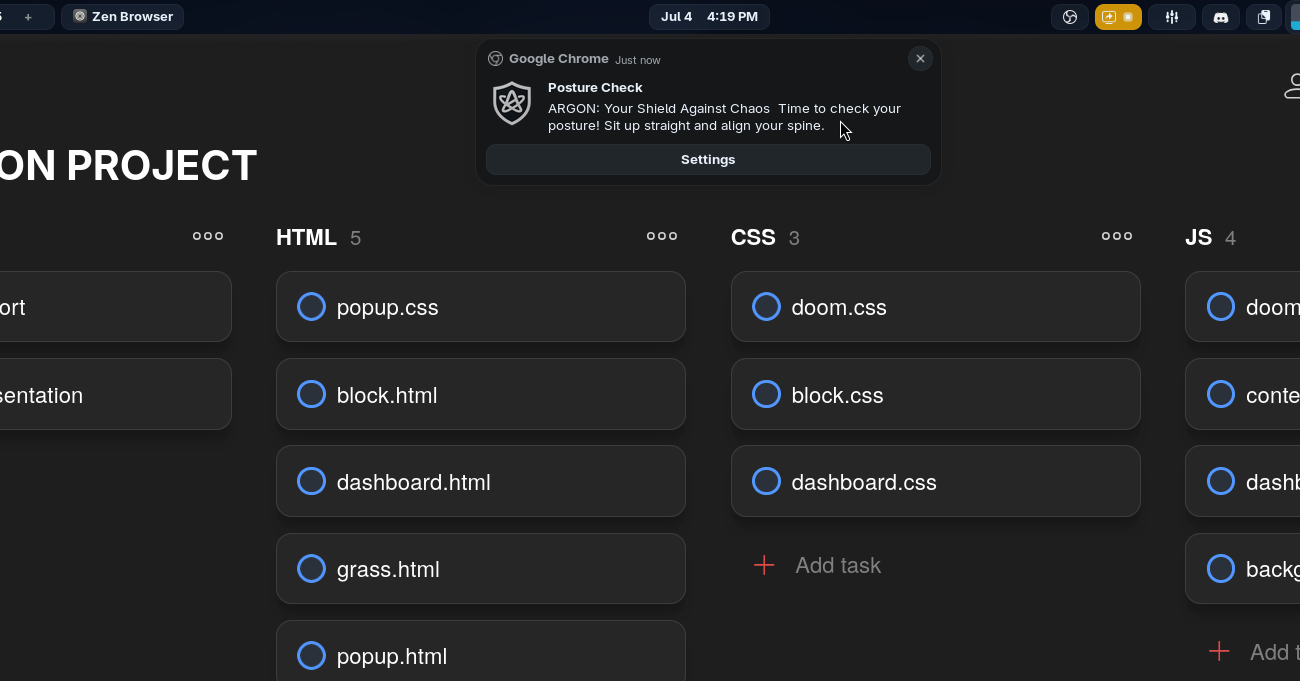 5 +
Zen Browser
Jul 4 4:19 PM
Google Chrome Just now
Posture Check
ARGON: Your Shield Against Chaos Time to check your
posture! Sit up straight and align your spine.
Settings
ON PROJECT
ort
sentation
HTML 5
popup.css
block.html
dashboard.html
grass.html
popup.html
CSS 3
doom.css
block.css
dashboard.css
Add task
JS 4
doom
conte
dashb
backg
Add t